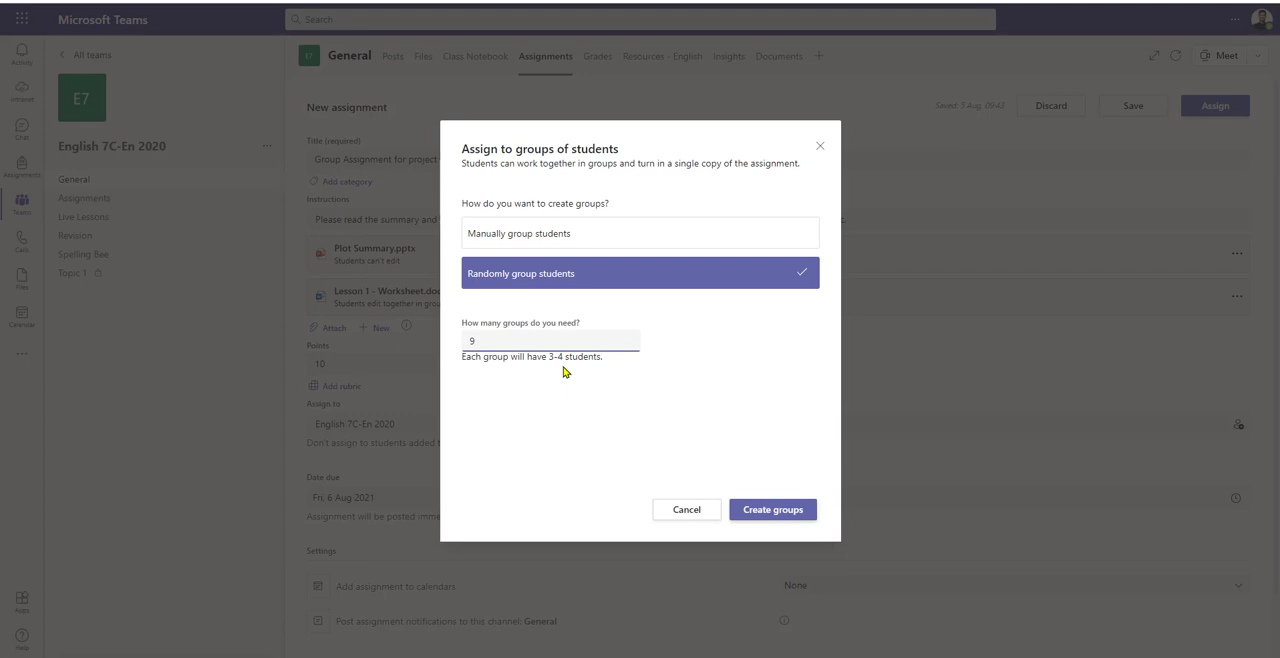 Microsoft Teams
Search
Activity
Intranet
Chat
Assignments
Teams
Calls
Files
Calendar
Apps
Help
All teams
E7
English 7C-En 2020
General
Assignments
Live Lessons
Revision
Spelling Bee
Topic 1
E7 General Posts Files Class Notebook Assignments Grades Resources - English Insights Documents Meet
New assignment Saved: 3 Aug, 09:42 Discard Save Assign
Title (required)
Group Assignment for project
Add category
Instructions
Please read the summary and
Plot Summary.pptx
Students can't edit
Lesson 1 - Worksheet.doc
Students edit together in grou
Attach New
Points
10
Add rubric
Assign to
English 7C-En 2020
Don't assign to students added t
Date due
Fri, 6 Aug 2021
Assignment will be posted imme
Settings
Add assignment to calendars None
Post assignment notifications to this channel: General
Assign to groups of students
Students can work together in groups and turn in a single copy of the assignment.
How do you want to create groups?
Manually group students
Randomly group students
How many groups do you need?
9
Each group will have 3-4 students.
Cancel Create groups